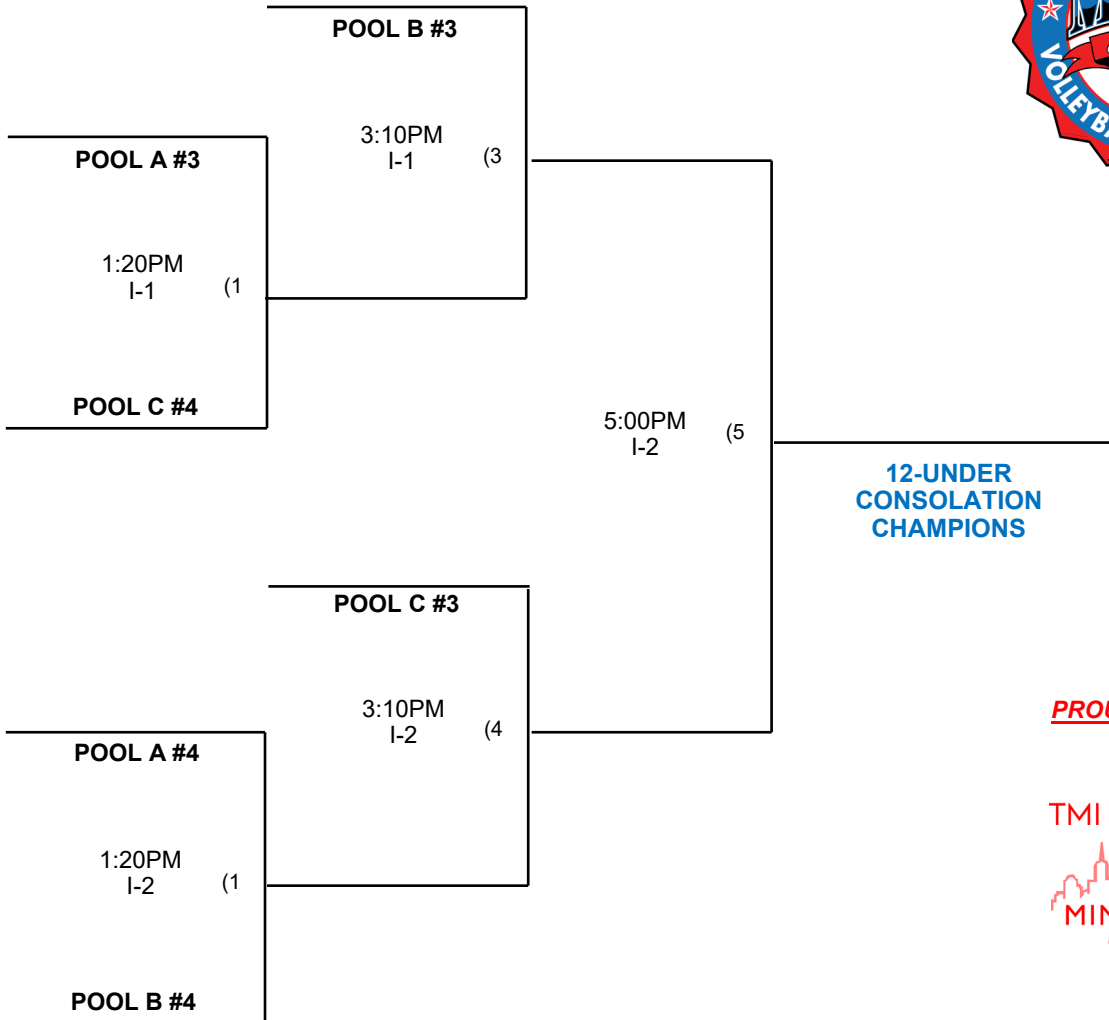 POOL B #3
3:10PM
I-1 (3
POOL A #3
1:20PM
I-1 (1
POOL C #4
5:00PM
I-2 (5
12-UNDER
CONSOLATION
CHAMPIONS
POOL C #3
3:10PM
I-2 (4
POOL A #4
1:20PM
I-2 (1
POOL B #4
TMI